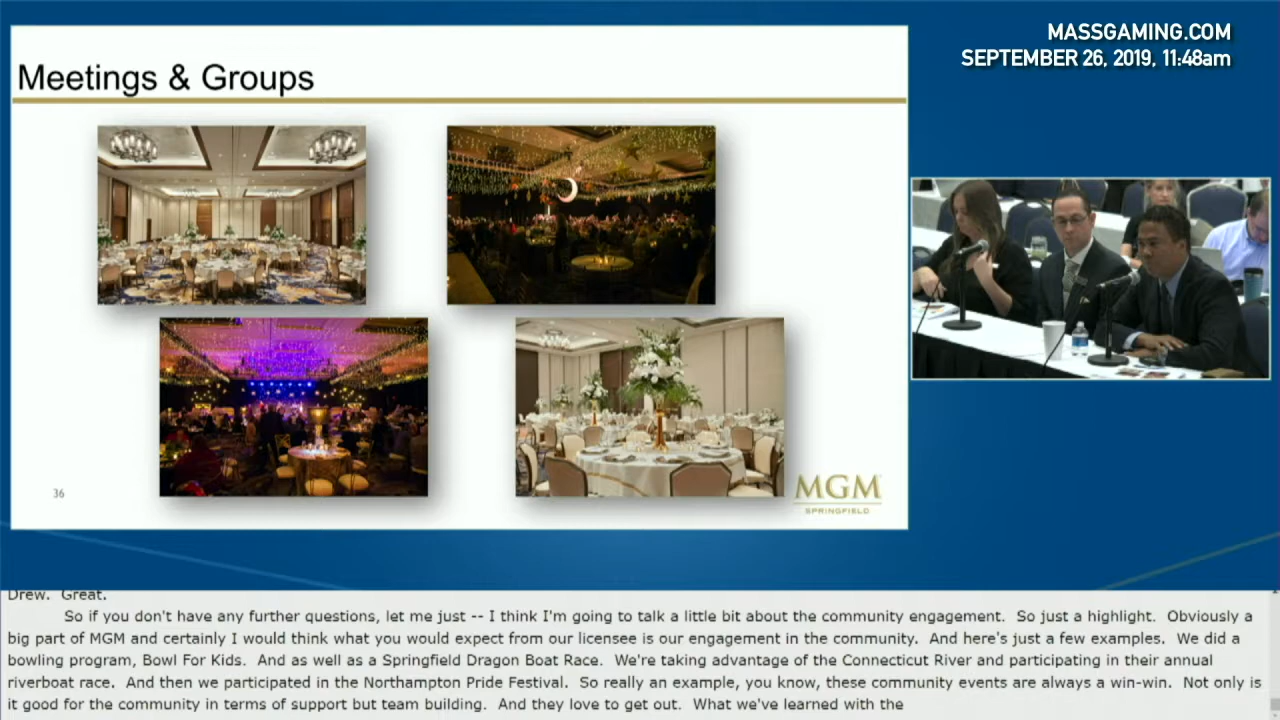 MASSGAMING.COM
SEPTEMBER 26, 2019, 11:48am
Meetings & Groups
36
MGM
SPRINGFIELD
Drew.  Great.
So if you don't have any further questions, let me just -- I think I'm going to talk a little bit about the community engagement.  So just a highlight.  Obviously a
big part of MGM and certainly I would think what you would expect from our licensee is our engagement in the community.  And here's just a few examples.  We did a
bowling program, Bowl For Kids.  And as well as a Springfield Dragon Boat Race.  We're taking advantage of the Connecticut River and participating in their annual
riverboat race.  And then we participated in the Northampton Pride Festival.  So really an example, you know, these community events are always a win-win.  Not only is
it good for the community in terms of support but team building.  And they love to get out.  What we've learned with the